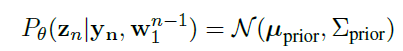 P_θ(z_n|y_n, w_1^{n-1}) = 𝒩(μ_prior, Σ_prior)